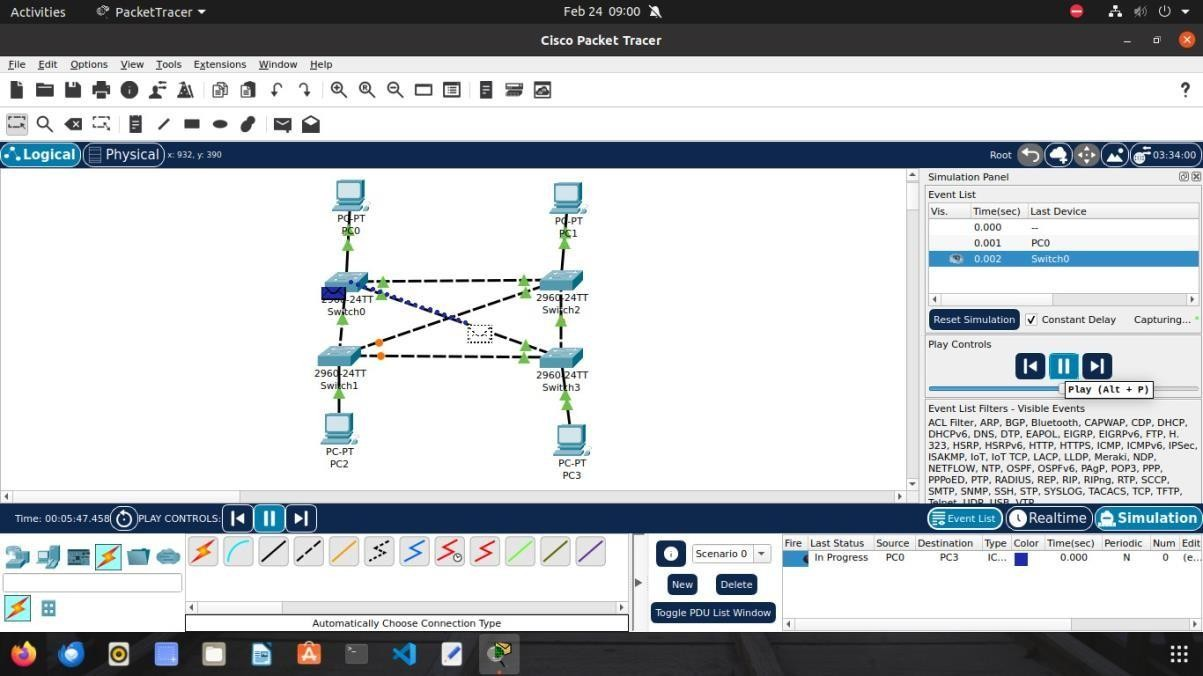 Activities PacketTracer Feb 24 09:00
Cisco Packet Tracer
File Edit Options View Tools Extensions Window Help
?
Logical Physical x: 932, y: 390 Root 03:34:00
Simulation Panel
Event List
Vis. Time(sec) Last Device
0.000 --
0.001 PC0
0.002 Switch0
Reset Simulation Constant Delay Capturing...
Play Controls
Play (Alt + P)
Event List Filters - Visible Events
ACL Filter, ARP, BGP, Bluetooth, CAPWAP, CDP, DHCP,
DHCPv6, DNS, DTP, EAPOL, EIGRP, EIGRPv6, FTP, H.
323, HSRP, HSRPv6, HTTP, HTTPS, ICMP, ICMPv6, IPSec,
ISAKMP, IoT, IoT TCP, LACP, LLDP, Meraki, NDP,
NETFLOW, NTP, OSPF, OSPFv6, PAgP, POP3, PPP,
PPPoED, PTP, RADIUS, REP, RIP, RIPng, RTP, SCCP,
SMTP, SNMP, SSH, STP, SYSLOG, TACACS, TCP, TFTP,
Telnet, UDP, USB, VTP
PC-PT
PC0
PC-PT
PC1
2960-24TT
Switch0
2960-24TT
Switch2
2960-24TT
Switch1
2960-24TT
Switch3
PC-PT
PC2
PC-PT
PC3
Time: 00:05:47.458 PLAY CONTROLS: Event List Realtime Simulation
Scenario 0
New Delete
Toggle PDU List Window
Fire Last Status Source Destination Type Color Time(sec) Periodic Num Edit
In Progress PC0 PC3 IC... 0.000 N 0 (e...
Automatically Choose Connection Type